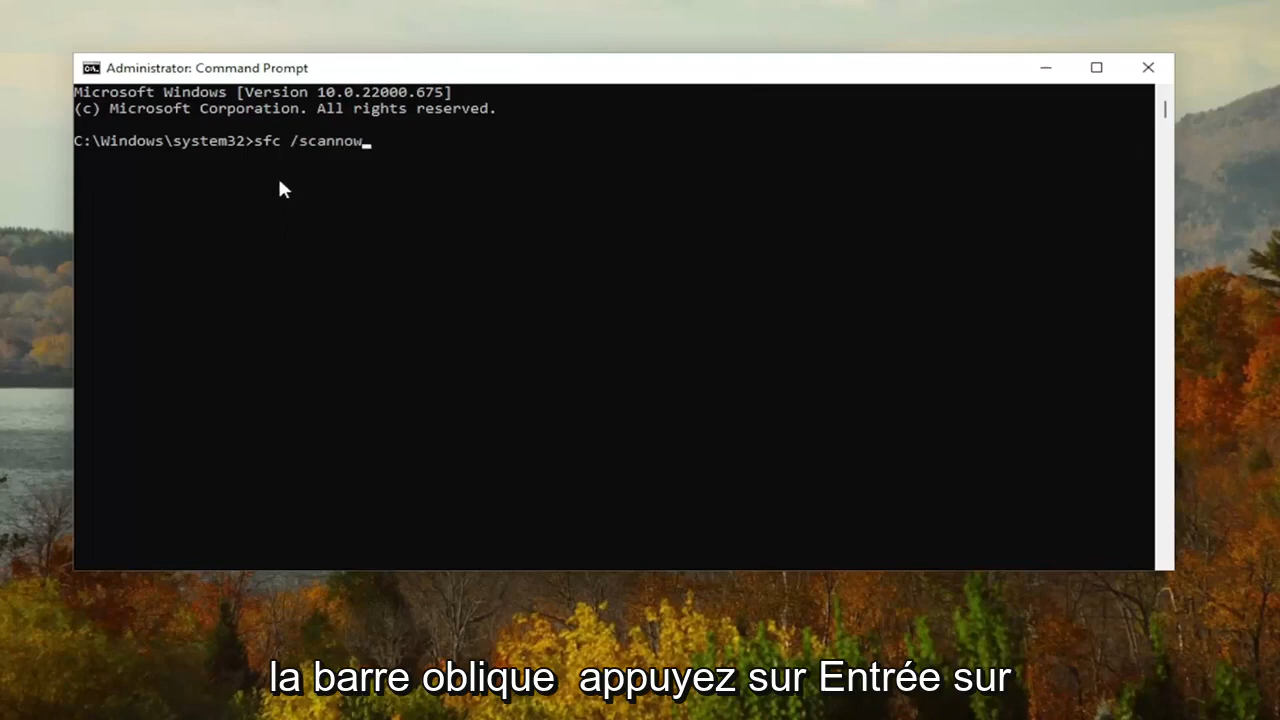 Administrator: Command Prompt
Microsoft Windows [Version 10.0.22000.675]
(c) Microsoft Corporation. All rights reserved.
C:\Windows\system32>sfc /scannow
la barre oblique appuyez sur Entrée sur